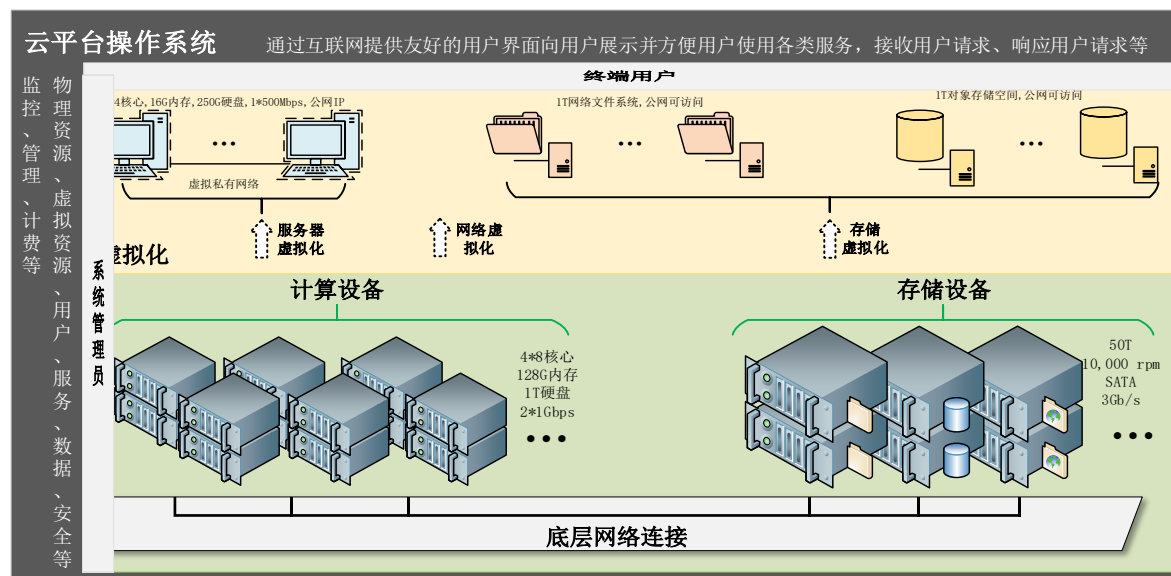 云平台操作系统
通过互联网提供友好的用户界面向用户展示并方便用户使用各类服务，接收用户请求、响应用户请求等
监控、管理、计费等
物理资源、虚拟资源、用户、服务、数据、安全等
系统管理员
终端用户
4核心,16G内存,250G硬盘,1*500Mbps,公网IP
1T网络文件系统,公网可访问
1T对象存储空间,公网可访问
•••
•••
•••
虚拟私有网络
服务器
虚拟化
网络虚
拟化
存储
虚拟化
虚拟化
计算设备
存储设备
4*8核心
128G内存
1T硬盘
2*1Gbps
•••
50T
10,000 rpm
SATA
3Gb/s
•••
底层网络连接